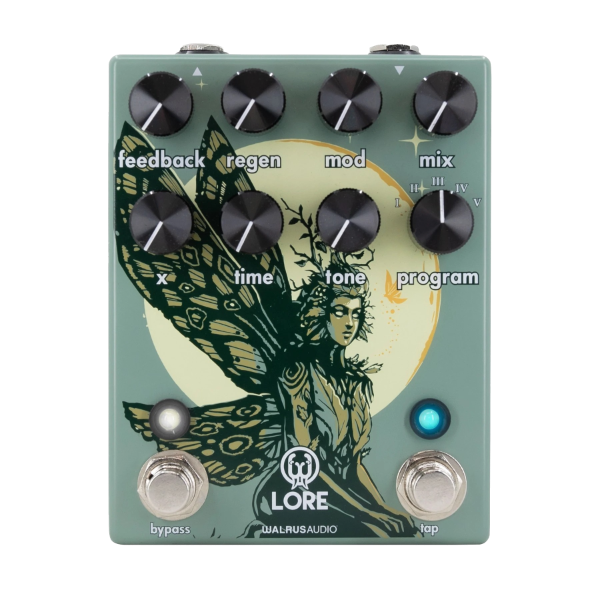 feedback regen mod mix
I II III IV V
x time tone program
LORE
bypass WALRUS AUDIO tap